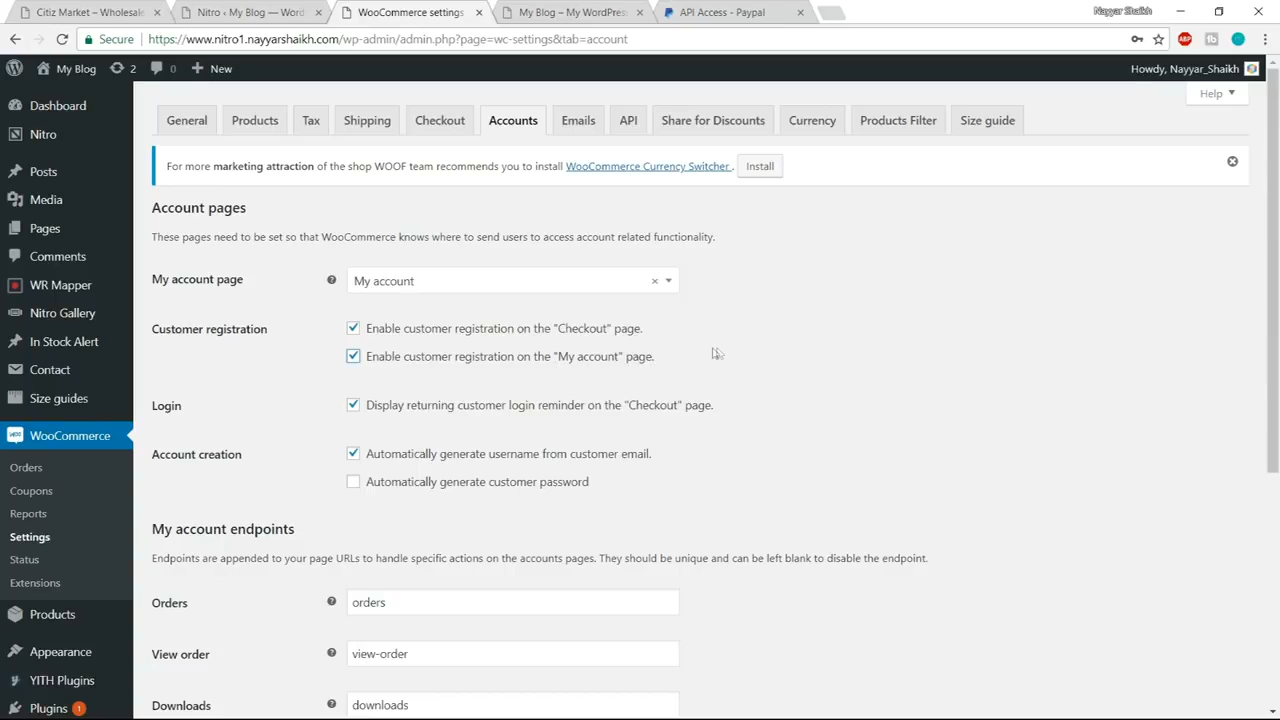 Citiz Market – Wholesale
Nitro ‹ My Blog — Word
WooCommerce settings
My Blog – My WordPres
API Access - Paypal
Nayyar Shaikh
Secure
https://www.nitro1.nayyarshaikh.com/wp-admin/admin.php?page=wc-settings&tab=account
ABP
My Blog
2
0
New
Howdy, Nayyar_Shaikh
Help
Dashboard
Nitro
Posts
Media
Pages
Comments
WR Mapper
Nitro Gallery
In Stock Alert
Contact
Size guides
WooCommerce
Orders
Coupons
Reports
Settings
Status
Extensions
Products
Appearance
YITH Plugins
Plugins 1
General
Products
Tax
Shipping
Checkout
Accounts
Emails
API
Share for Discounts
Currency
Products Filter
Size guide
For more marketing attraction of the shop WOOF team recommends you to install WooCommerce Currency Switcher . Install
Account pages
These pages need to be set so that WooCommerce knows where to send users to access account related functionality.
My account page
My account
Customer registration
Enable customer registration on the "Checkout" page.
Enable customer registration on the "My account" page.
Login
Display returning customer login reminder on the "Checkout" page.
Account creation
Automatically generate username from customer email.
Automatically generate customer password
My account endpoints
Endpoints are appended to your page URLs to handle specific actions on the accounts pages. They should be unique and can be left blank to disable the endpoint.
Orders
orders
View order
view-order
Downloads
downloads